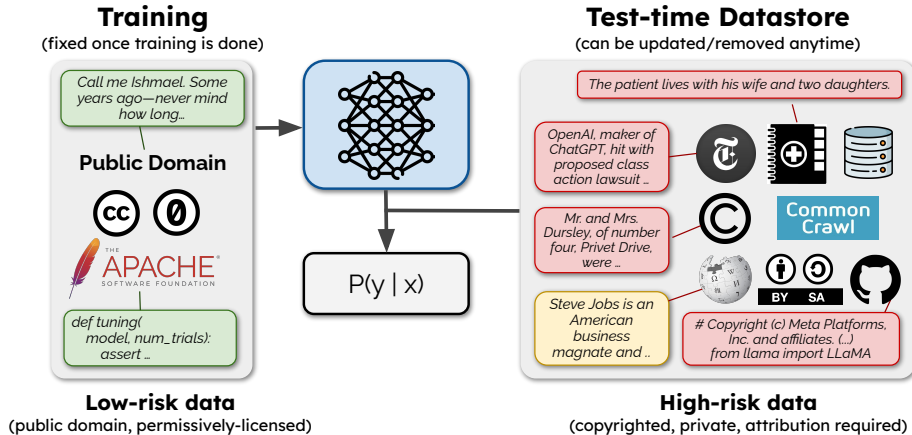 Training
(fixed once training is done)
Call me Ishmael. Some
years ago—never mind
how long…
Public Domain
cc
0
THE
APACHE®
SOFTWARE FOUNDATION
def tuning(
model, num_trials):
assert …
Low-risk data
(public domain, permissively-licensed)
P(y | x)
Test-time Datastore
(can be updated/removed anytime)
The patient lives with his wife and two daughters.
OpenAI, maker of
ChatGPT, hit with
proposed class
action lawsuit …
T
Mr. and Mrs.
Dursley, of number
four, Privet Drive,
were …
C
Common
Crawl
Steve Jobs is an
American
business
magnate and ..
W
BY SA
# Copyright (c) Meta Platforms,
Inc. and affiliates. (...)
from llama import LLaMA
High-risk data
(copyrighted, private, attribution required)